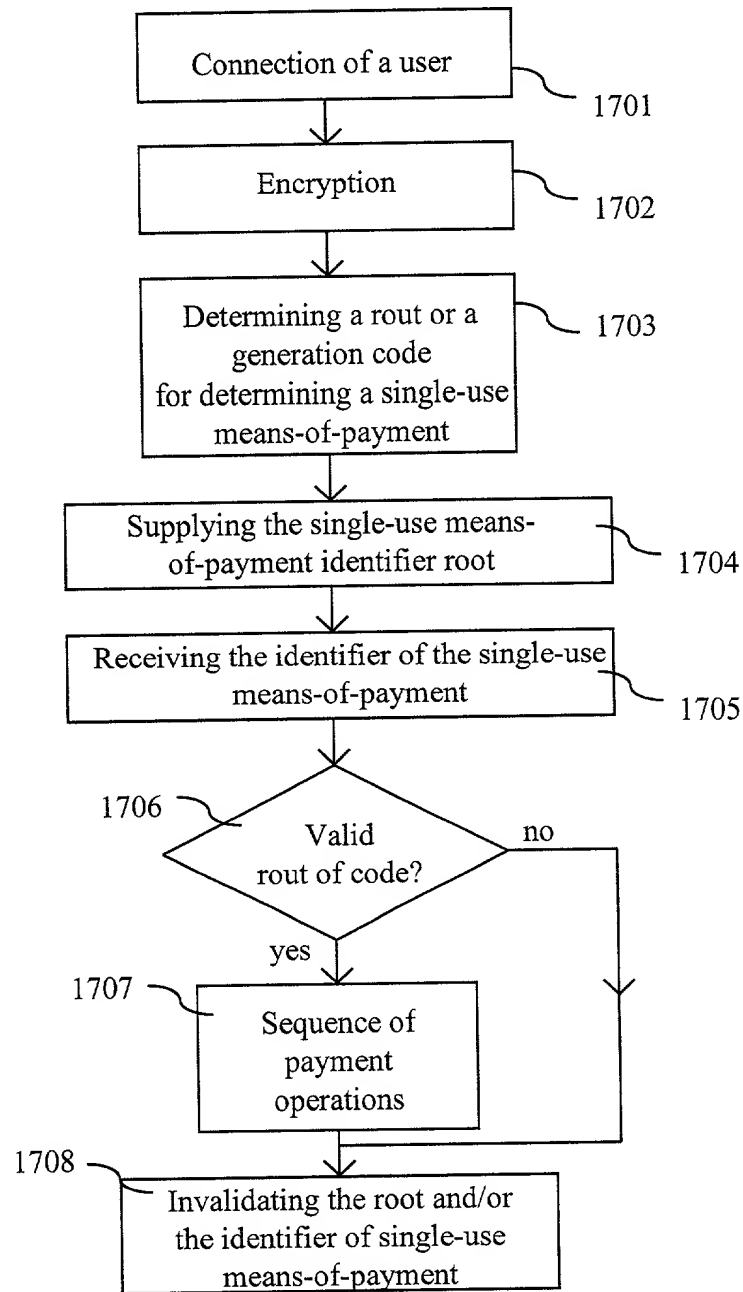 Connection of a user
1701
Encryption
1702
Determining a rout or a
generation code
for determining a single-use
means-of-payment
1703
Supplying the single-use means-
of-payment identifier root
1704
Receiving the identifier of the single-use
means-of-payment
1705
1706
Valid
rout of code?
no
yes
1707
Sequence of
payment
operations
1708
Invalidating the root and/or
the identifier of single-use
means-of-payment